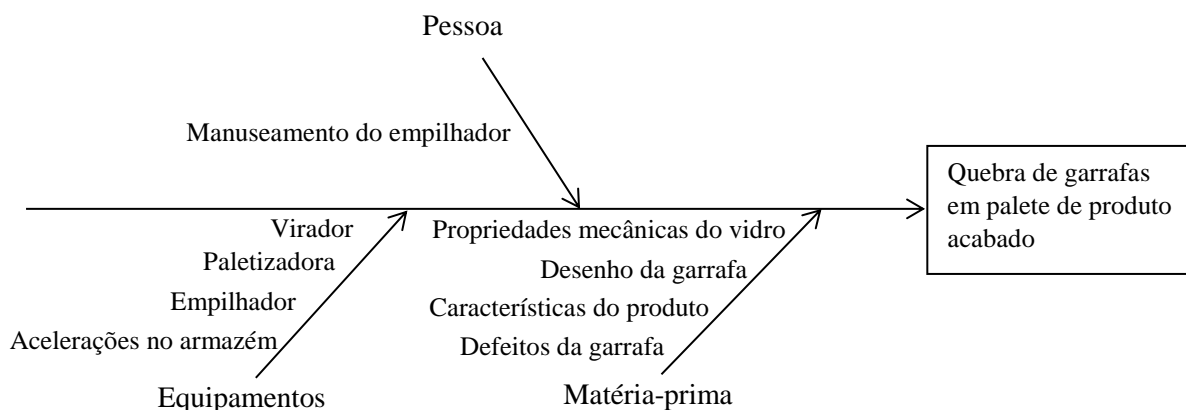 Pessoa
Manuseamento do empilhador
Quebra de garrafas
em palete de produto
acabado
Virador
Paletizadora
Empilhador
Acelerações no armazém
Equipamentos
Propriedades mecânicas do vidro
Desenho da garrafa
Características do produto
Defeitos da garrafa
Matéria-prima